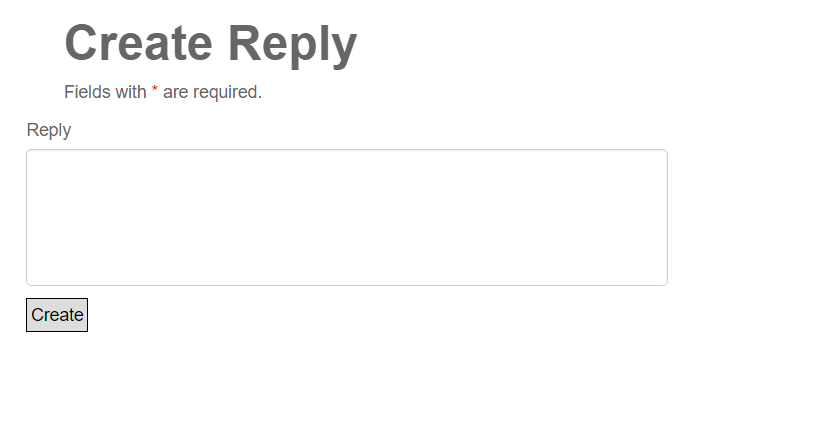 Create Reply
Fields with * are required.
Reply
Create